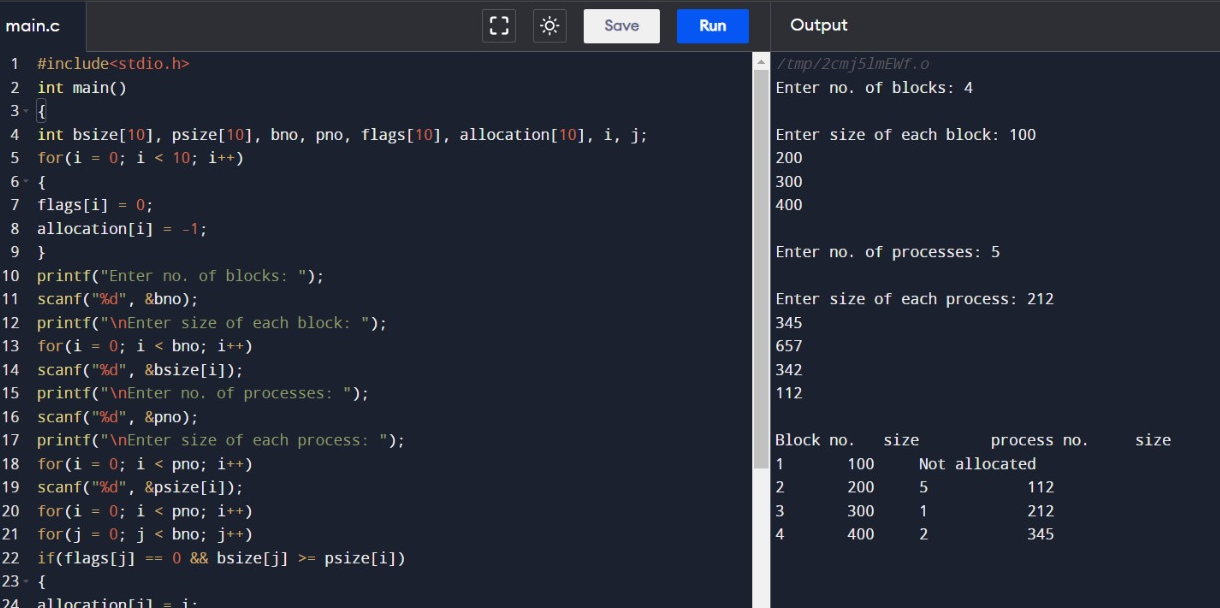 main.c
Save
Run
Output
1 #include<stdio.h>
2 int main()
3 {
4 int bsize[10], psize[10], bno, pno, flags[10], allocation[10], i, j;
5 for(i = 0; i < 10; i++)
6 {
7 flags[i] = 0;
8 allocation[i] = -1;
9 }
10 printf("Enter no. of blocks: ");
11 scanf("%d", &bno);
12 printf("\nEnter size of each block: ");
13 for(i = 0; i < bno; i++)
14 scanf("%d", &bsize[i]);
15 printf("\nEnter no. of processes: ");
16 scanf("%d", &pno);
17 printf("\nEnter size of each process: ");
18 for(i = 0; i < pno; i++)
19 scanf("%d", &psize[i]);
20 for(i = 0; i < pno; i++)
21 for(j = 0; j < bno; j++)
22 if(flags[j] == 0 && bsize[j] >= psize[i])
23 {
24 allocation[j] = i;
/tmp/2cmj5lmEWf.o
Enter no. of blocks: 4
Enter size of each block: 100
200
300
400
Enter no. of processes: 5
Enter size of each process: 212
345
657
342
112
Block no. size process no. size
1 100 Not allocated
2 200 5 112
3 300 1 212
4 400 2 345